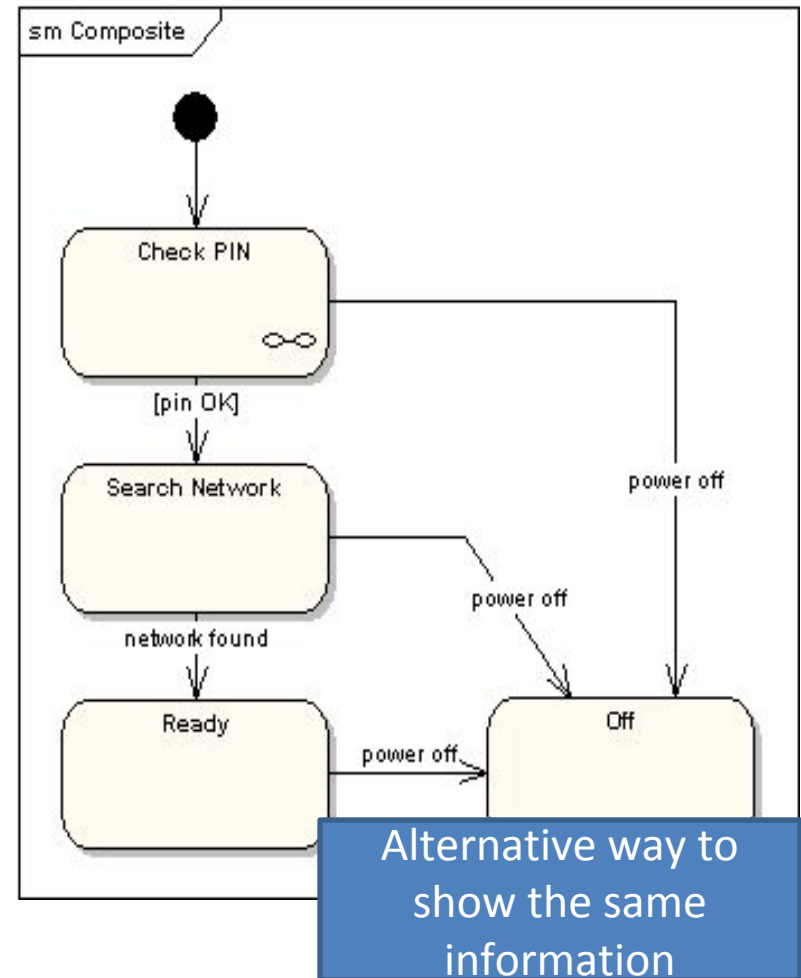 sm Composite
Check PIN
[pin OK]
Search Network
power off
power off
network found
Ready
Off
power off
Alternative way to
show the same
information